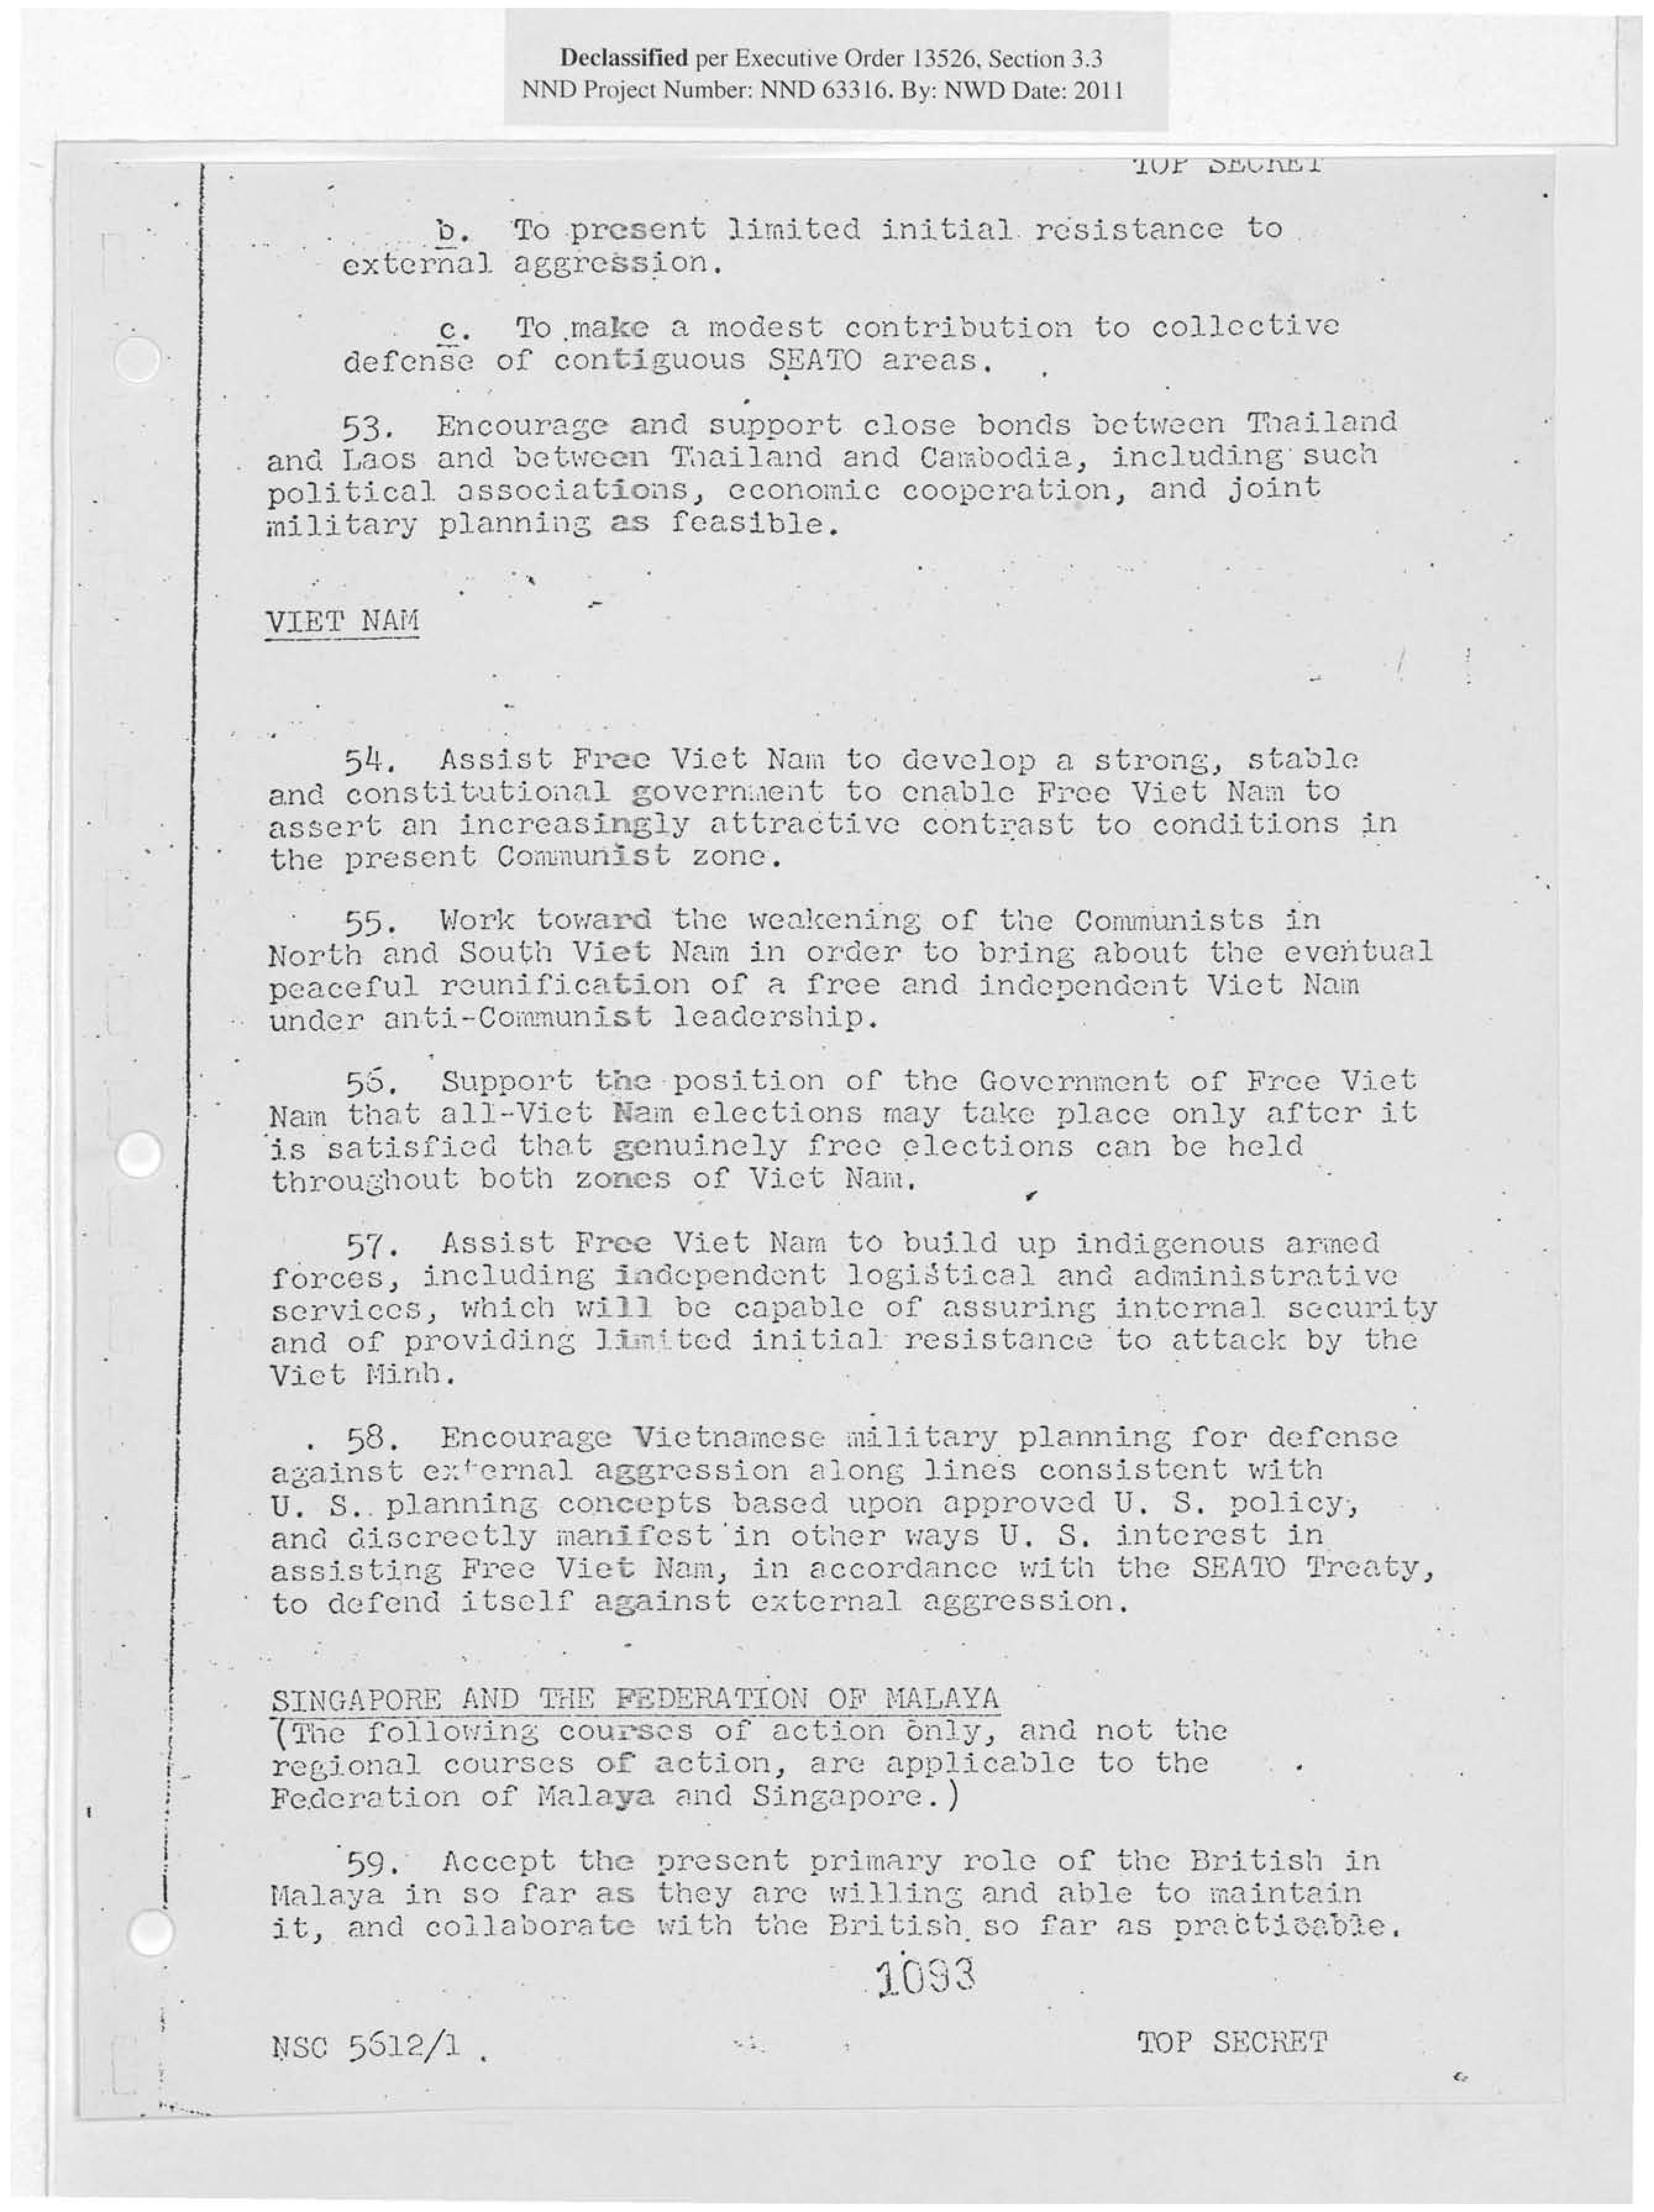 Declassified per Executive Order 13526, Section 3.3
NND Project Number: NND 63316. By: NWD Date: 2011
TOP SECRET
b. To present limited initial resistance to
external aggression.
c. To make a modest contribution to collective
defense of contiguous SEATO areas.
53. Encourage and support close bonds between Thailand
and Laos and between Thailand and Cambodia, including such
political associations, economic cooperation, and joint
military planning as feasible.
VIET NAM
54. Assist Free Viet Nam to develop a strong, stable
and constitutional government to enable Free Viet Nam to
assert an increasingly attractive contrast to conditions in
the present Communist zone.
55. Work toward the weakening of the Communists in
North and South Viet Nam in order to bring about the eventual
peaceful reunification of a free and independent Viet Nam
under anti-Communist leadership.
56. Support the position of the Government of Free Viet
Nam that all-Viet Nam elections may take place only after it
is satisfied that genuinely free elections can be held
throughout both zones of Viet Nam.
57. Assist Free Viet Nam to build up indigenous armed
forces, including independent logistical and administrative
services, which will be capable of assuring internal security
and of providing limited initial resistance to attack by the
Viet Minh.
58. Encourage Vietnamese military planning for defense
against external aggression along lines consistent with
U. S. planning concepts based upon approved U. S. policy,
and discreetly manifest in other ways U. S. interest in
assisting Free Viet Nam, in accordance with the SEATO Treaty,
to defend itself against external aggression.
SINGAPORE AND THE FEDERATION OF MALAYA
(The following courses of action only, and not the
regional courses of action, are applicable to the
Federation of Malaya and Singapore.)
59. Accept the present primary role of the British in
Malaya in so far as they are willing and able to maintain
it, and collaborate with the British so far as practicable.
1093
NSC 5612/1
TOP SECRET